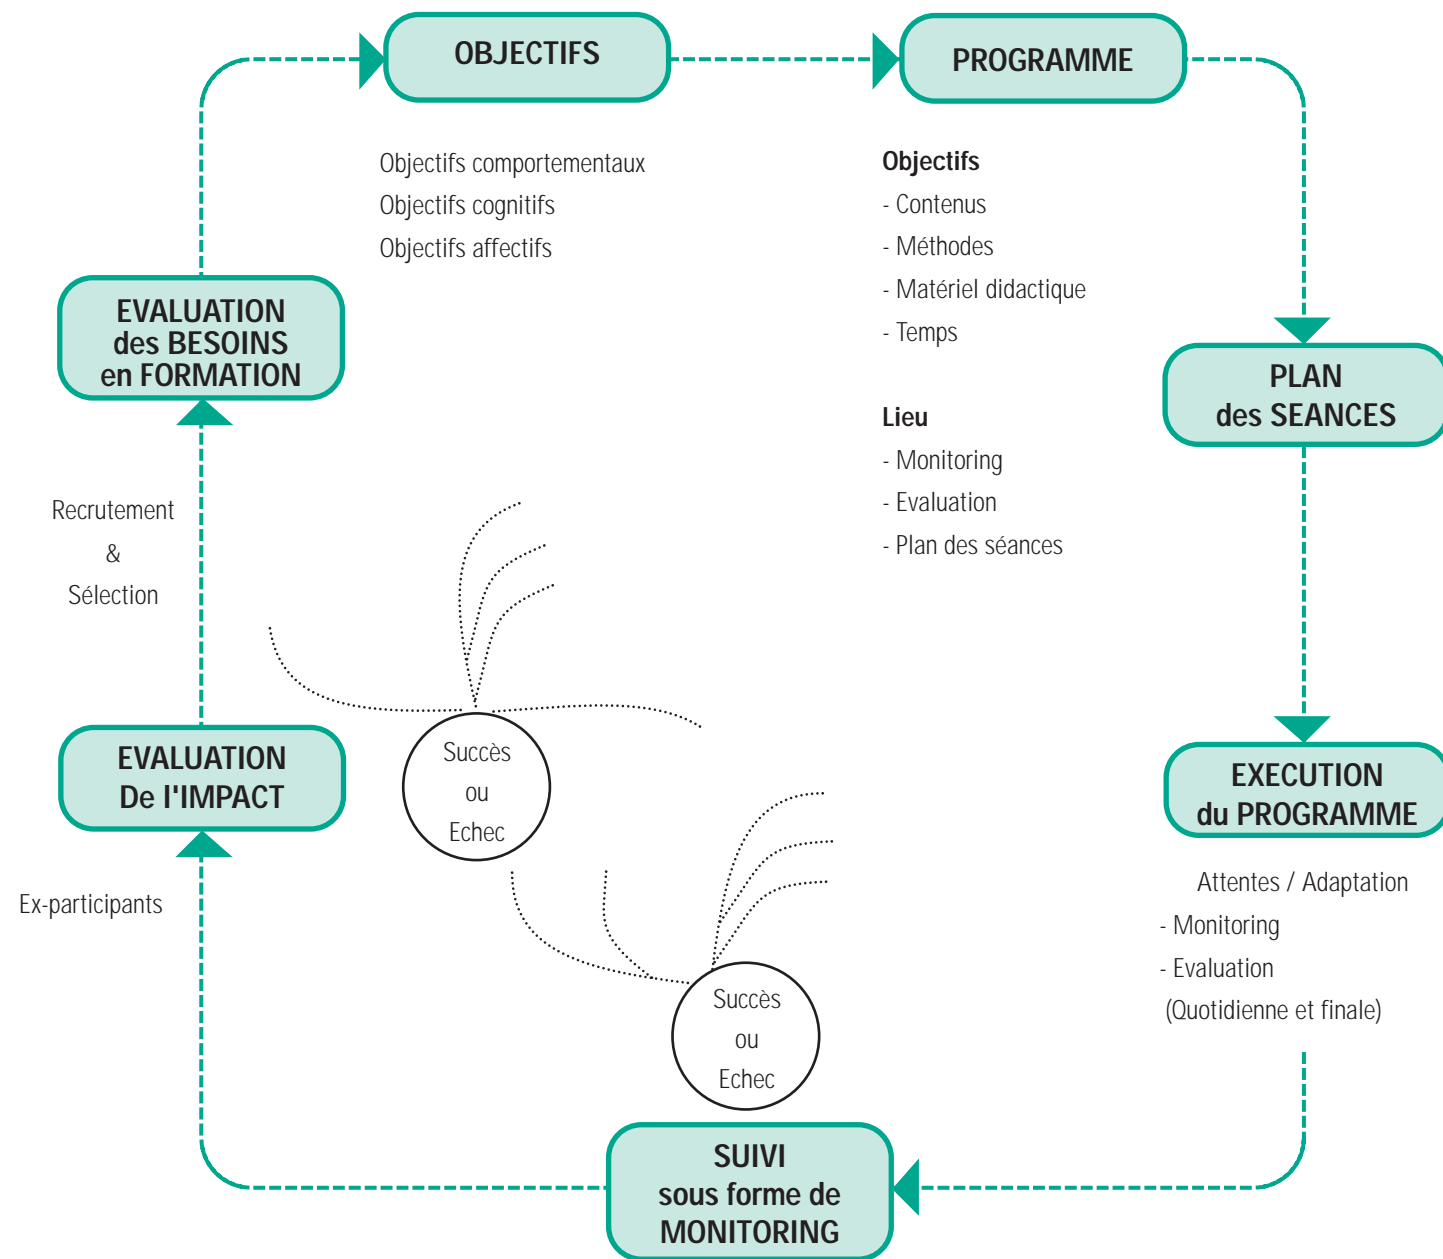 OBJECTIFS
PROGRAMME
Objectifs comportementaux
Objectifs cognitifs
Objectifs affectifs
Objectifs
- Contenus
- Méthodes
- Matériel didactique
- Temps
Lieu
- Monitoring
- Evaluation
- Plan des séances
EVALUATION
des BESOINS
en FORMATION
PLAN
des SEANCES
Recrutement
&
Sélection
EVALUATION
De l'IMPACT
Succès
ou
Echec
EXECUTION
du PROGRAMME
Attentes / Adaptation
- Monitoring
- Evaluation
(Quotidienne et finale)
Ex-participants
Succès
ou
Echec
SUIVI
sous forme de
MONITORING